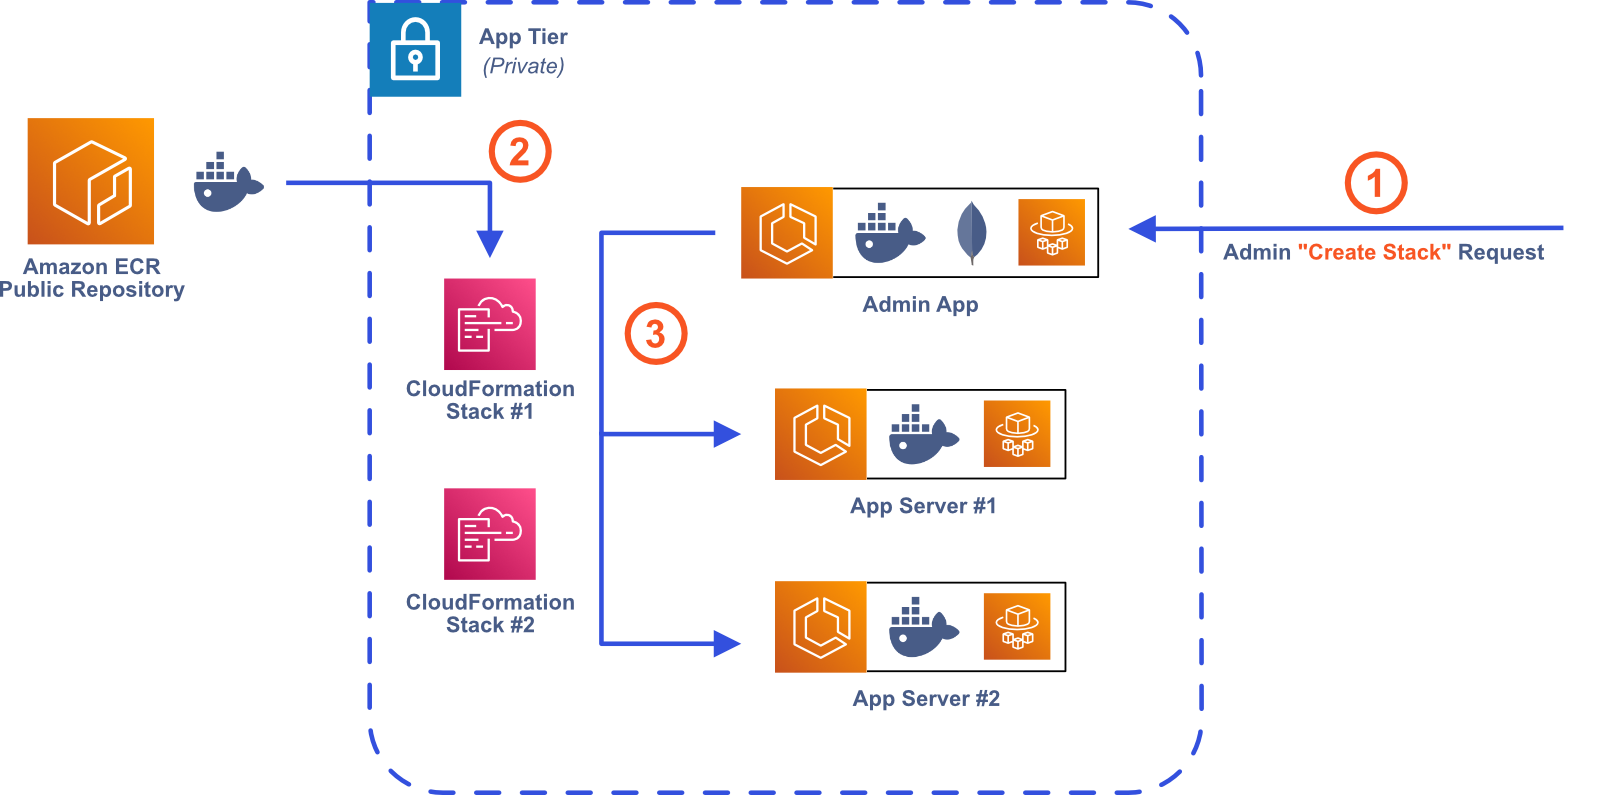 App Tier
(Private)
2
1
Admin "Create Stack" Request
Amazon ECR
Public Repository
Admin App
3
CloudFormation
Stack #1
App Server #1
CloudFormation
Stack #2
App Server #2